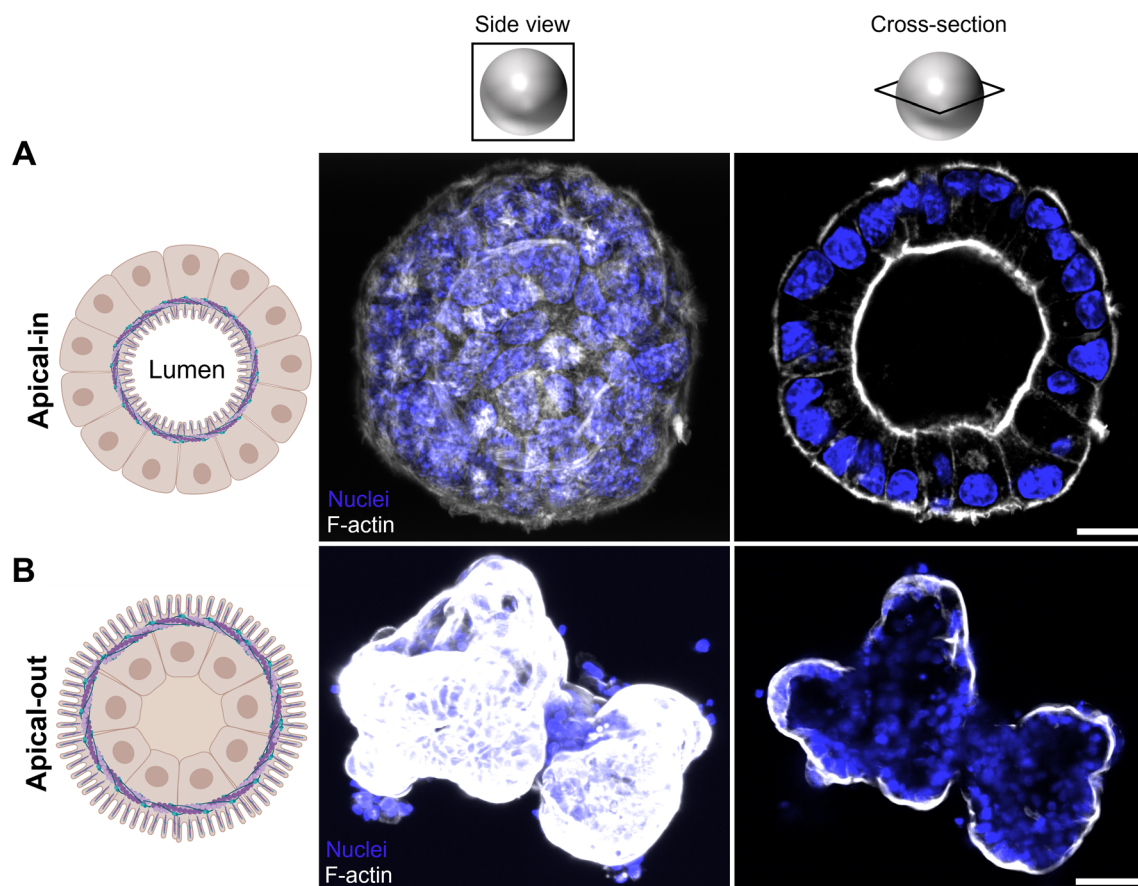 Side view
Cross-section
A
Apical-in
Lumen
Nuclei
F-actin
B
Apical-out
Nuclei
F-actin